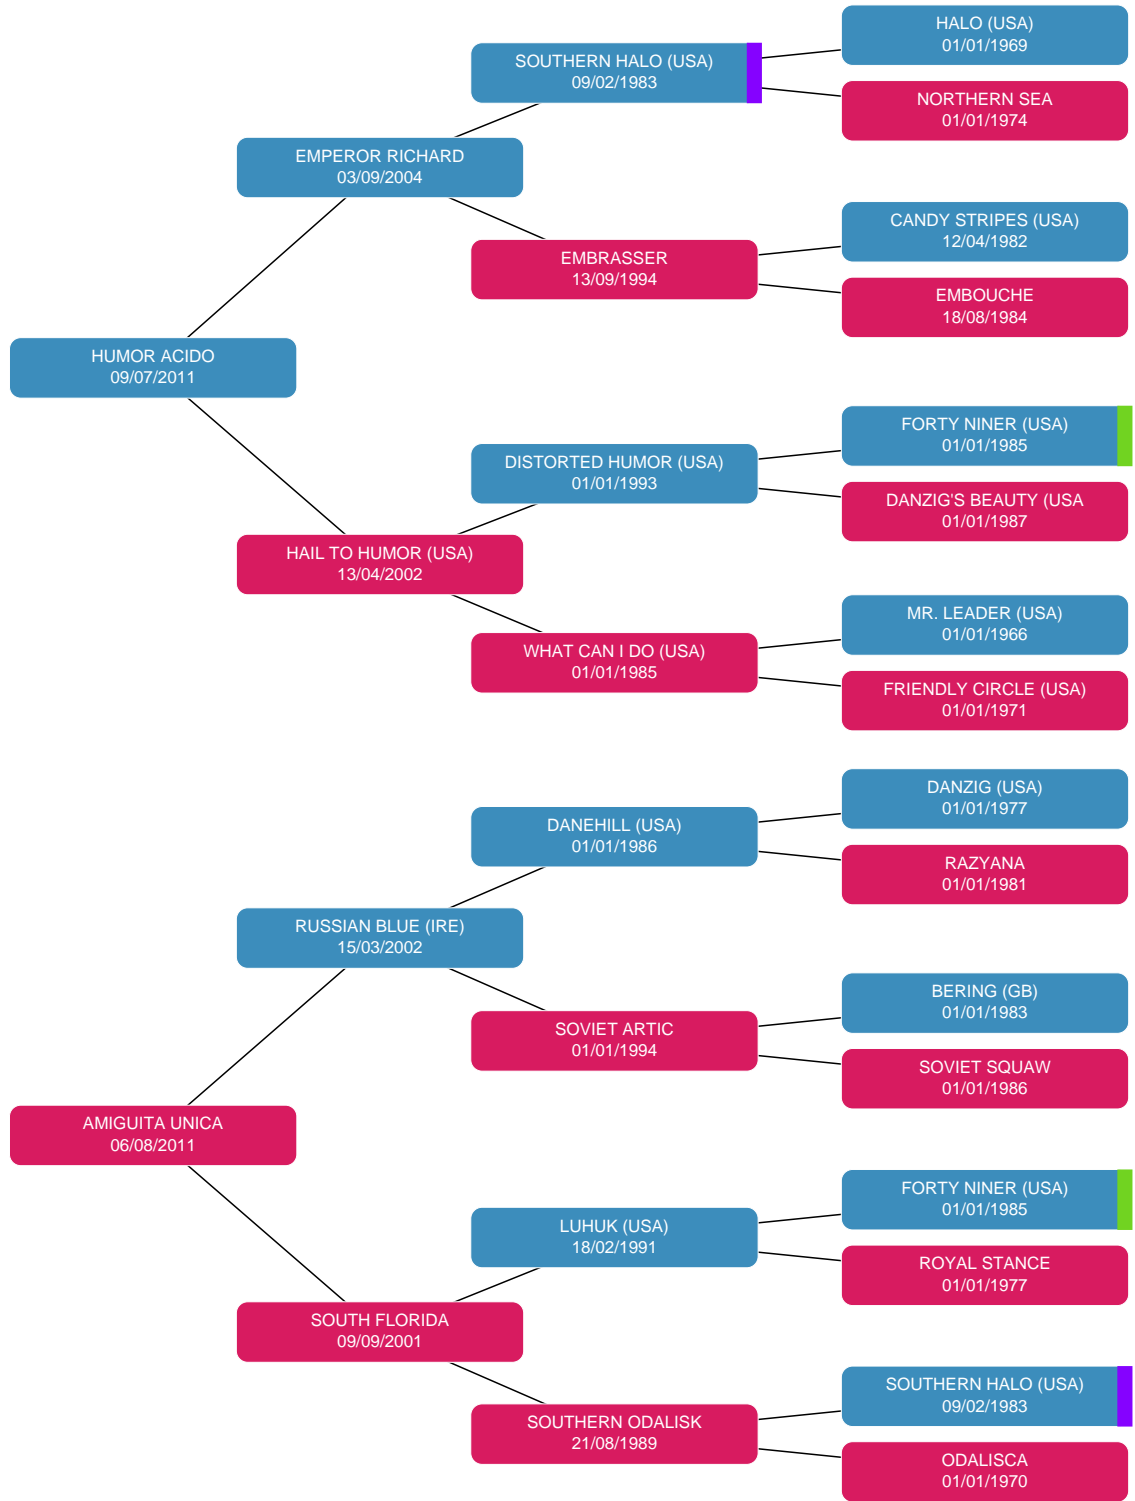 HALO (USA)
01/01/1969
SOUTHERN HALO (USA)
09/02/1983
NORTHERN SEA
01/01/1974
EMPEROR RICHARD
03/09/2004
CANDY STRIPES (USA)
12/04/1982
EMBRASSER
13/09/1994
EMBOUCHE
18/08/1984
HUMOR ACIDO
09/07/2011
FORTY NINER (USA)
01/01/1985
DISTORTED HUMOR (USA)
01/01/1993
DANZIG'S BEAUTY (USA
01/01/1987
HAIL TO HUMOR (USA)
13/04/2002
MR. LEADER (USA)
01/01/1966
WHAT CAN I DO (USA)
01/01/1985
FRIENDLY CIRCLE (USA)
01/01/1971
DANZIG (USA)
01/01/1977
DANEHILL (USA)
01/01/1986
RAZYANA
01/01/1981
RUSSIAN BLUE (IRE)
15/03/2002
BERING (GB)
01/01/1983
SOVIET ARTIC
01/01/1994
SOVIET SQUAW
01/01/1986
AMIGUITA UNICA
06/08/2011
FORTY NINER (USA)
01/01/1985
LUHUK (USA)
18/02/1991
ROYAL STANCE
01/01/1977
SOUTH FLORIDA
09/09/2001
SOUTHERN HALO (USA)
09/02/1983
SOUTHERN ODALISK
21/08/1989
ODALISCA
01/01/1970